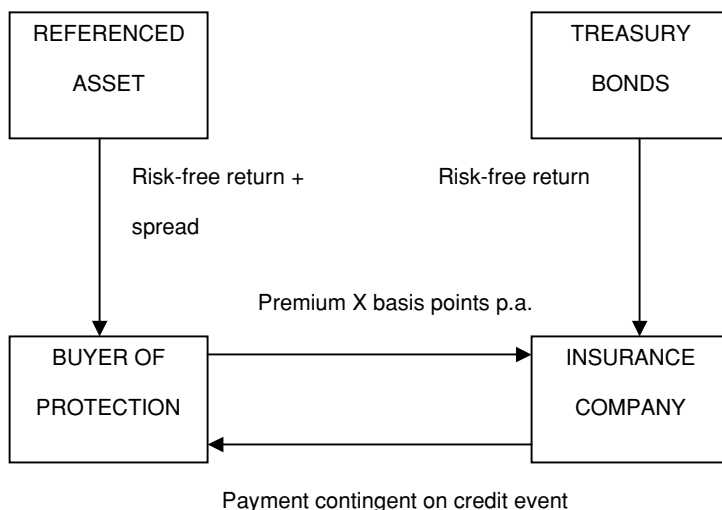 REFERENCED
ASSET
TREASURY
BONDS
Risk-free return +
spread
Risk-free return
Premium X basis points p.a.
BUYER OF
PROTECTION
INSURANCE
COMPANY
Payment contingent on credit event